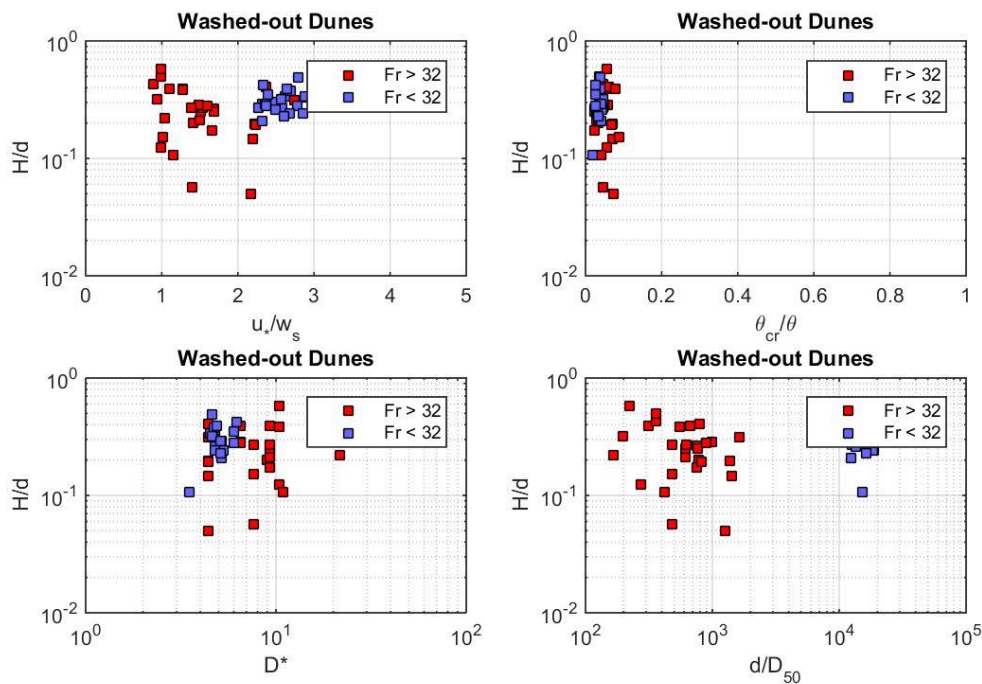 Washed-out Dunes
10^0
10^-1
10^-2
H/d
Fr > 32
Fr < 32
0 1 2 3 4 5
u_*/w_s
Washed-out Dunes
10^0
10^-1
10^-2
H/d
Fr > 32
Fr < 32
0 0.2 0.4 0.6 0.8 1
θ_cr/θ
Washed-out Dunes
10^0
10^-1
10^-2
H/d
Fr > 32
Fr < 32
10^0 10^1 10^2
D*
Washed-out Dunes
10^0
10^-1
10^-2
H/d
Fr > 32
Fr < 32
10^2 10^3 10^4 10^5
d/D_50